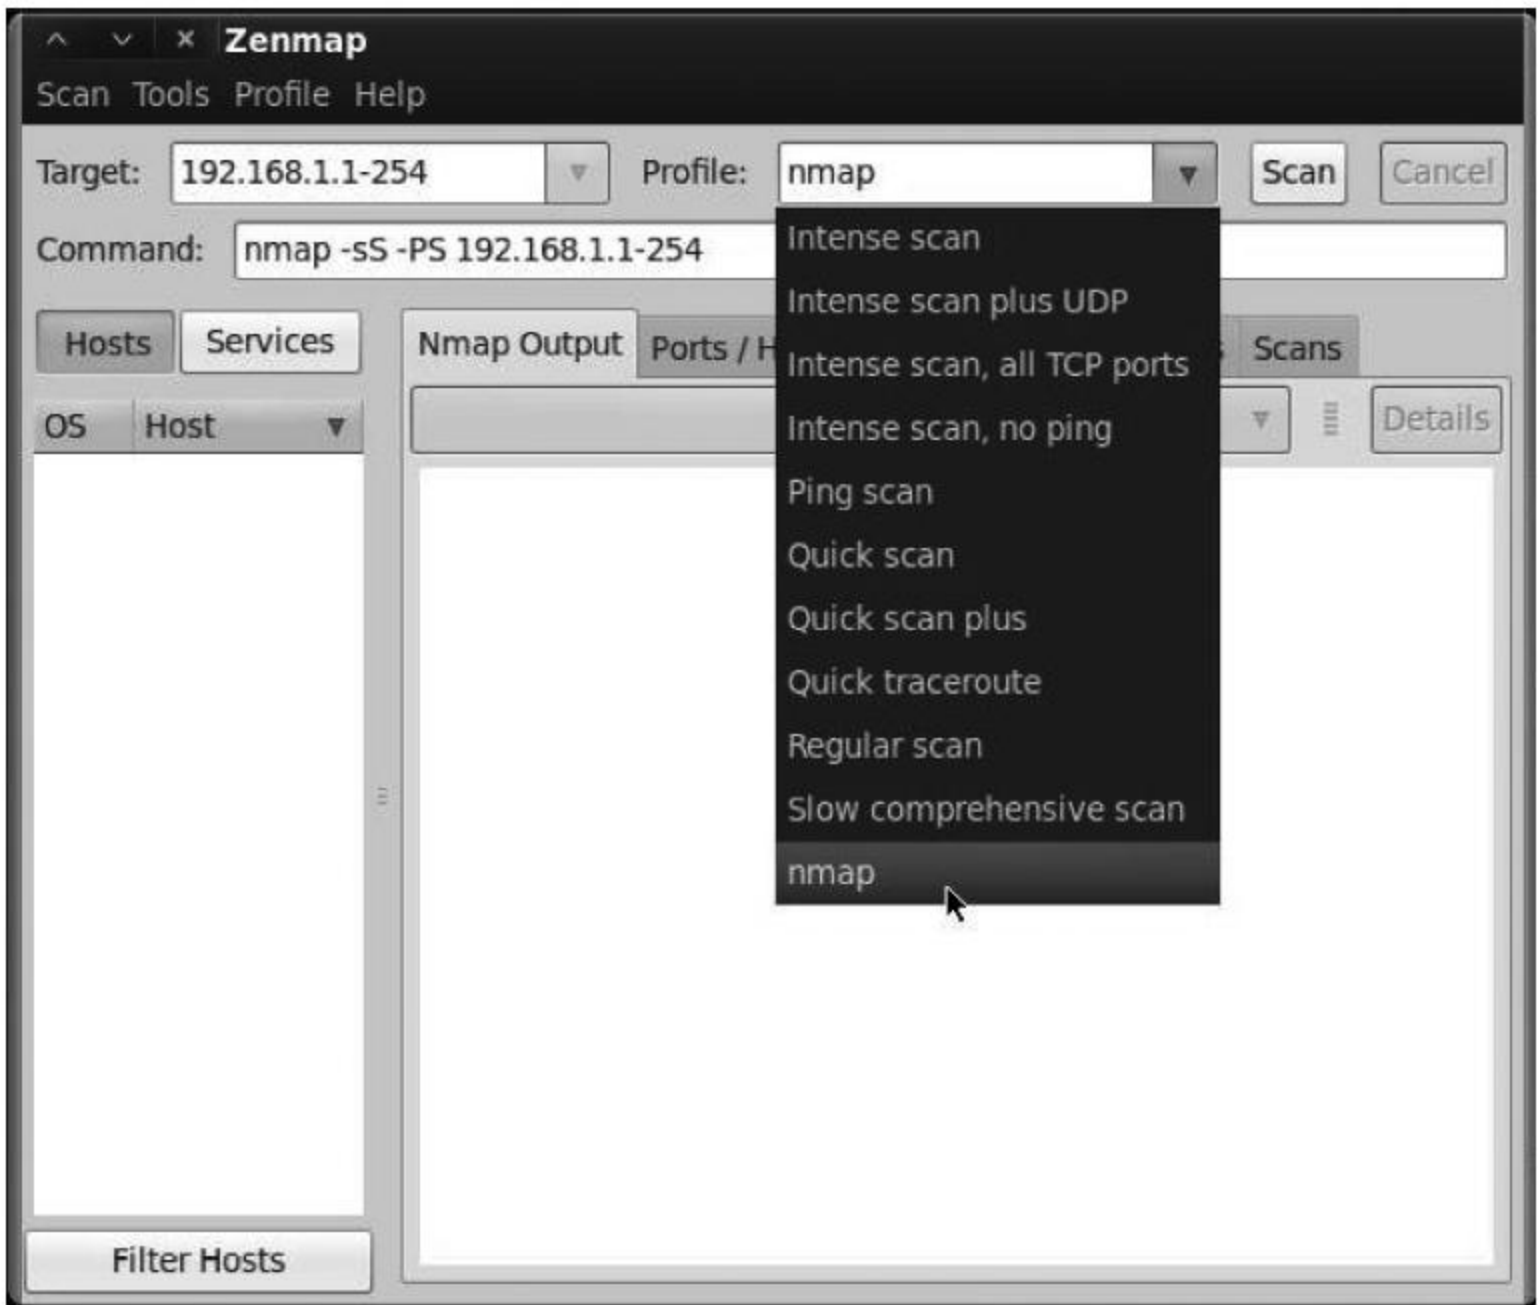 Zenmap
Scan Tools Profile Help
Target: 192.168.1.1-254 Profile: nmap Scan Cancel
Command: nmap -sS -PS 192.168.1.1-254
Hosts Services
OS Host
Nmap Output Ports / H s Scans
Details
Intense scan
Intense scan plus UDP
Intense scan, all TCP ports
Intense scan, no ping
Ping scan
Quick scan
Quick scan plus
Quick traceroute
Regular scan
Slow comprehensive scan
nmap
Filter Hosts